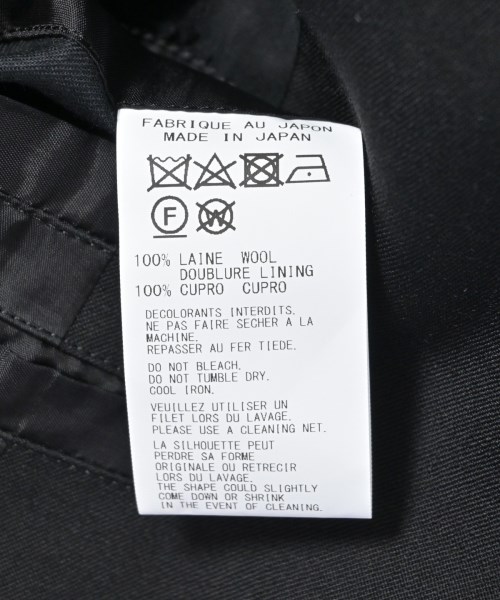 FABRIQUE AU JAPON
MADE IN JAPAN
F W
100% LAINE WOOL
DOUBLURE LINING
100% CUPRO CUPRO
DECOLORANTS INTERDITS.
NE PAS FAIRE SECHER A LA
MACHINE.
REPASSER AU FER TIEDE.
DO NOT BLEACH.
DO NOT TUMBLE DRY.
COOL IRON.
VEUILLEZ UTILISER UN
FILET LORS DU LAVAGE.
PLEASE USE A CLEANING NET.
LA SILHOUETTE PEUT
PERDRE SA FORME
ORIGINALE OU RETRECIR
LORS DU LAVAGE.
THE SHAPE COULD SLIGHTLY
COME DOWN OR SHRINK
IN THE EVENT OF CLEANING.